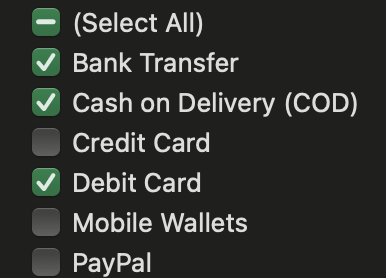 (Select All)
Bank Transfer
Cash on Delivery (COD)
Credit Card
Debit Card
Mobile Wallets
PayPal